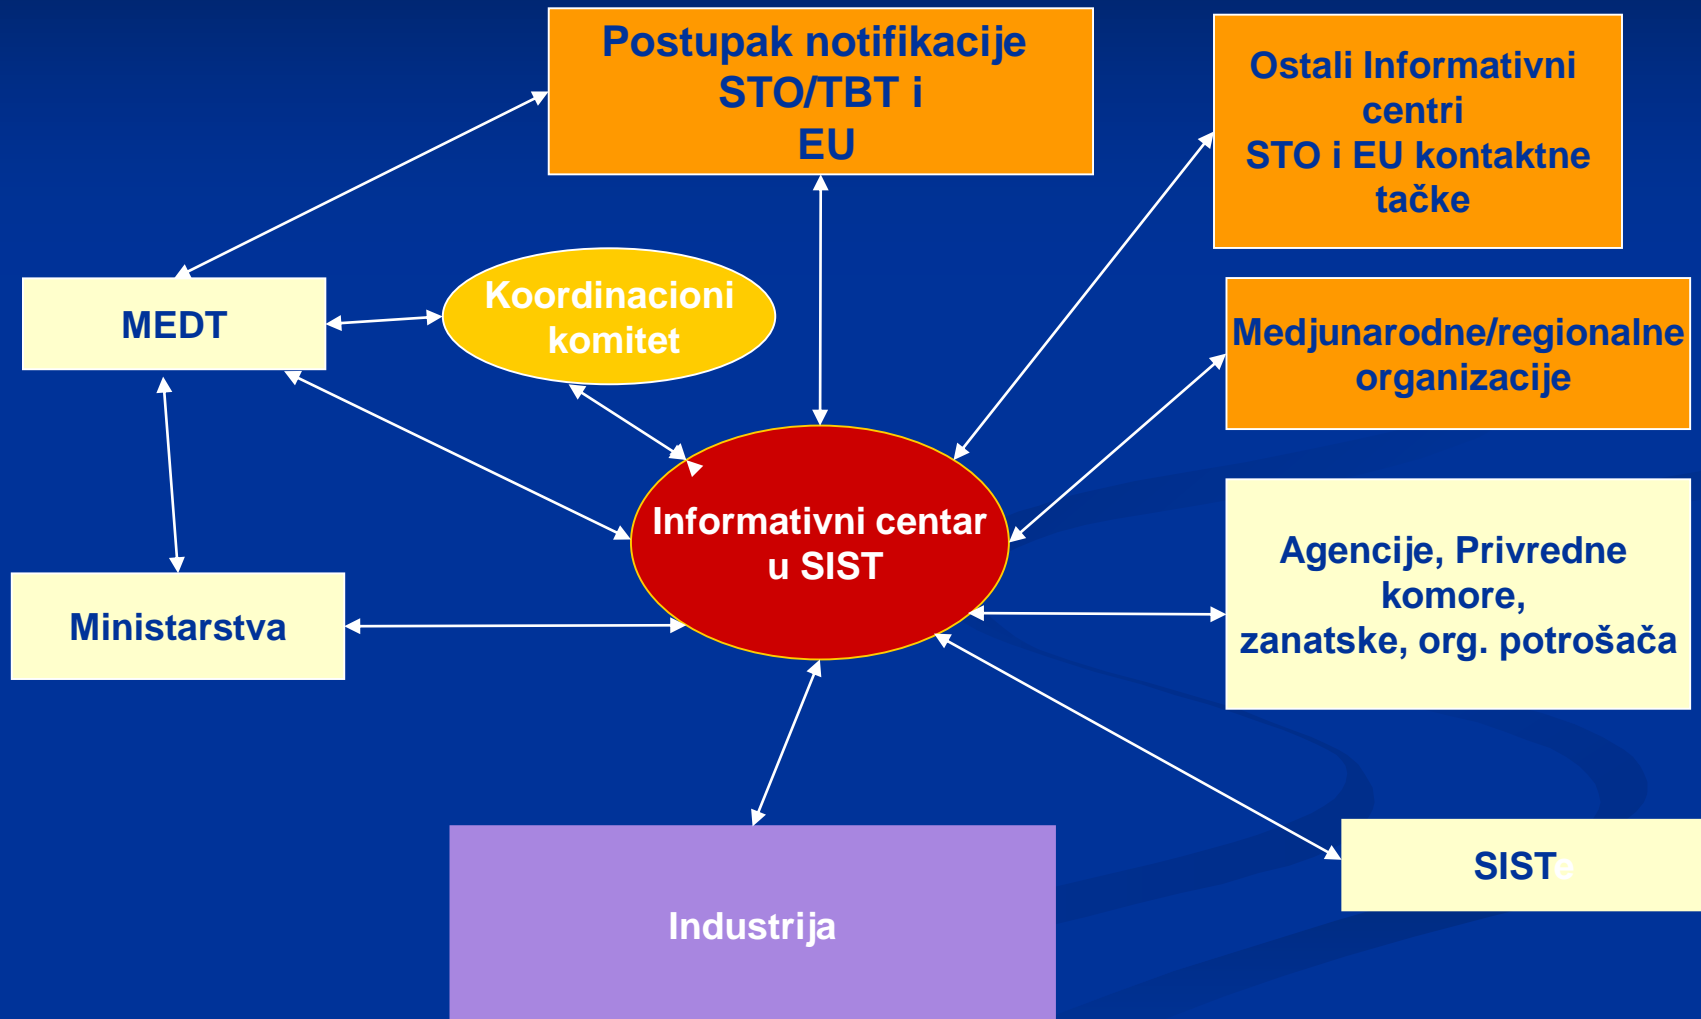 Postupak notifikacije
STO/TBT i
EU
Ostali Informativni
centri
STO i EU kontaktne
tačke
Koordinacioni
komitet
MEDT
Medjunarodne/regionalne
organizacije
Informativni centar
u SIST
Agencije, Privredne
komore,
zanatske, org. potrošača
Ministarstva
SISTe
Industrija